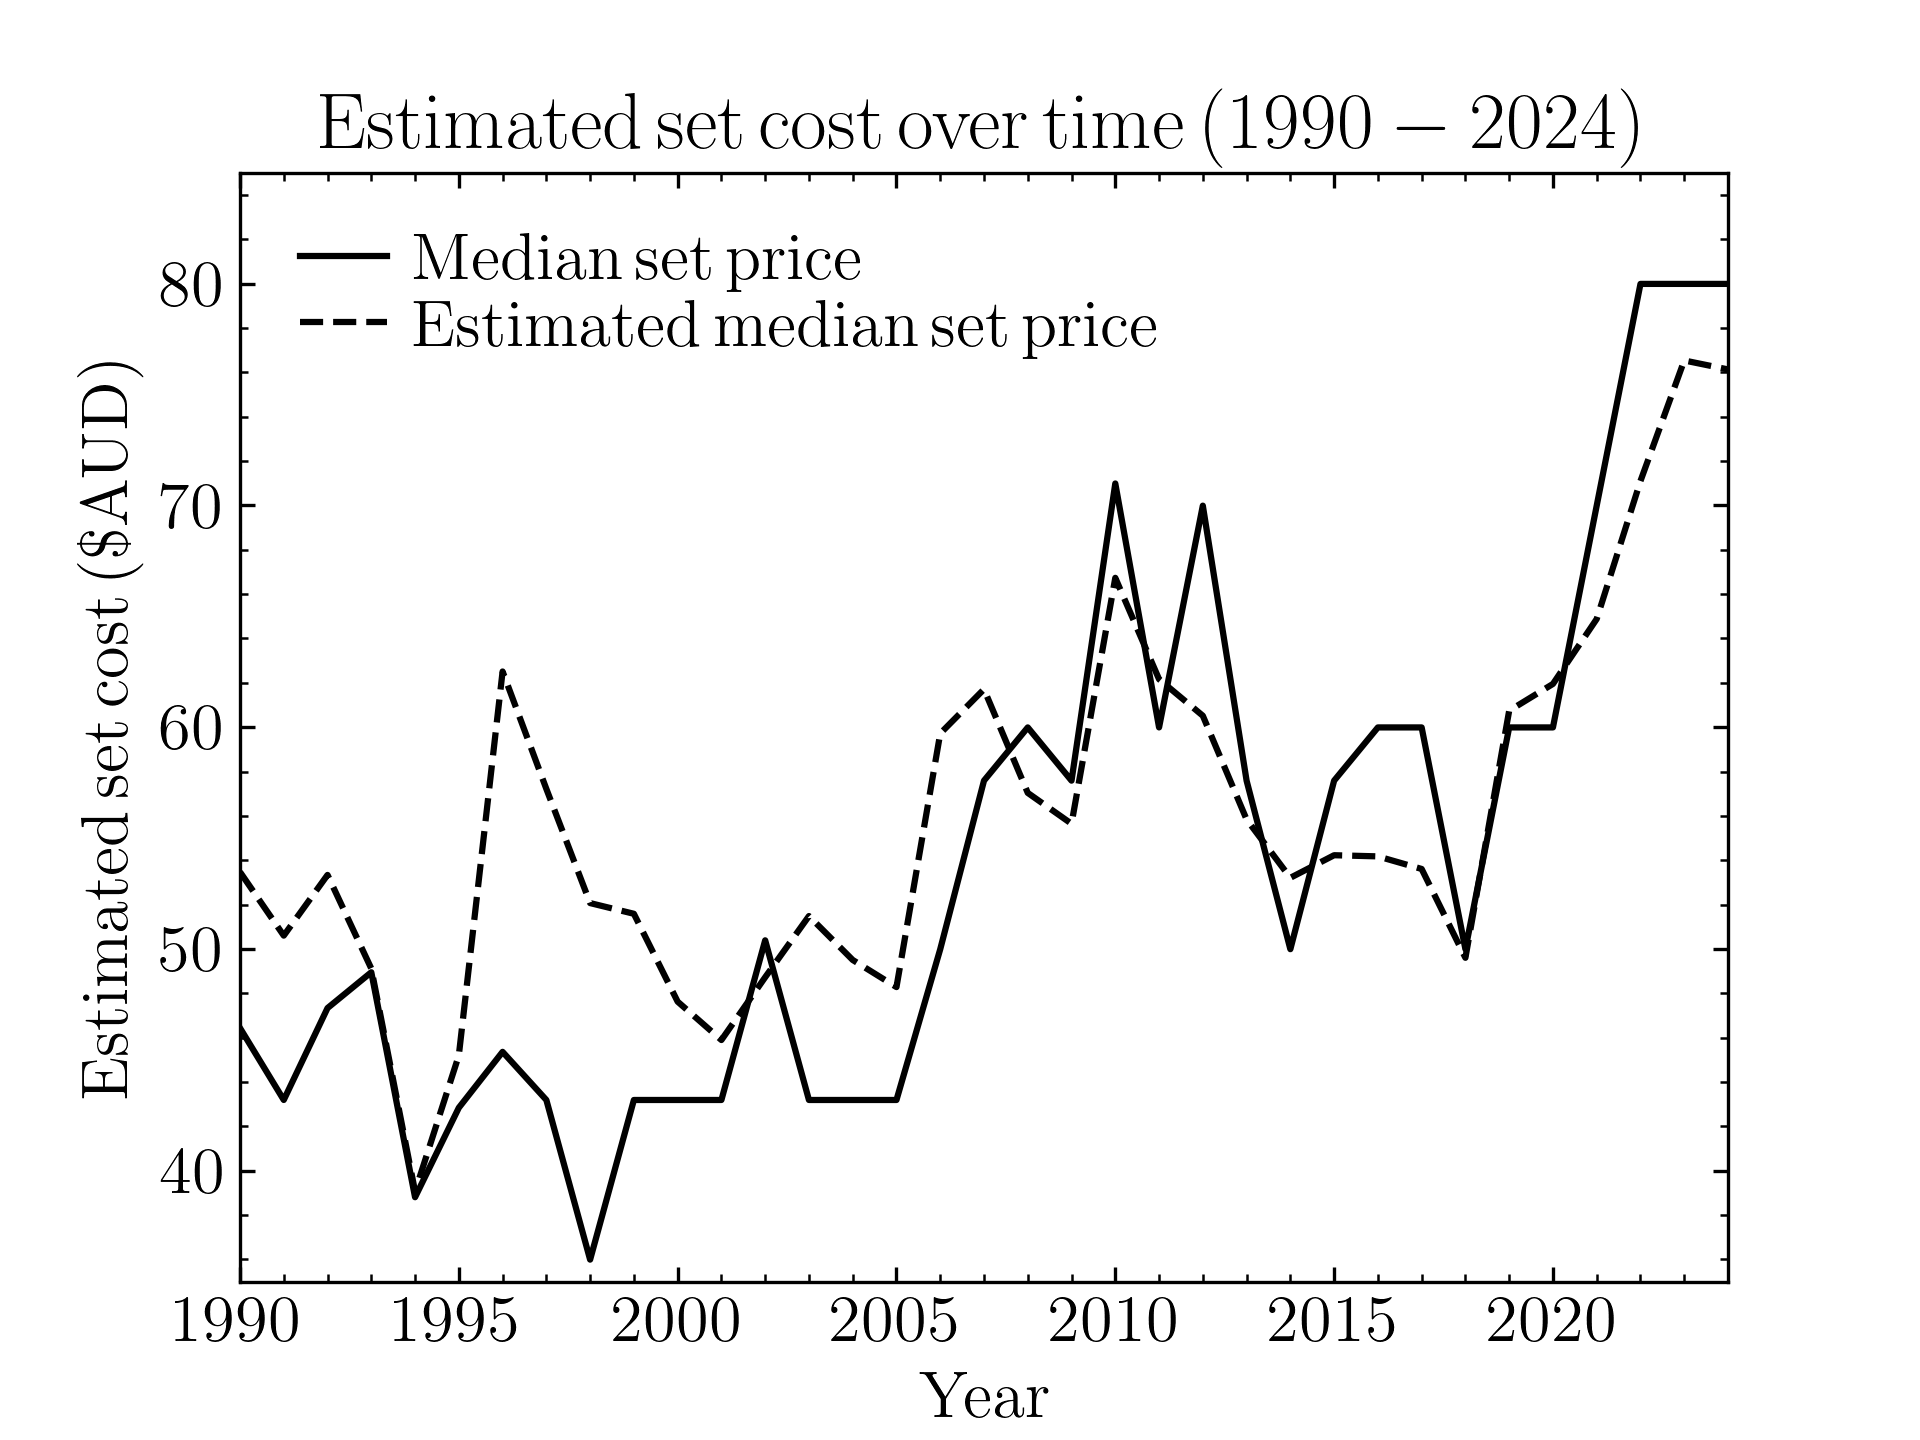 Estimated set cost over time (1990 – 2024)
Median set price
Estimated median set price
Estimated set cost ($AUD)
80
70
60
50
40
1990 1995 2000 2005 2010 2015 2020
Year